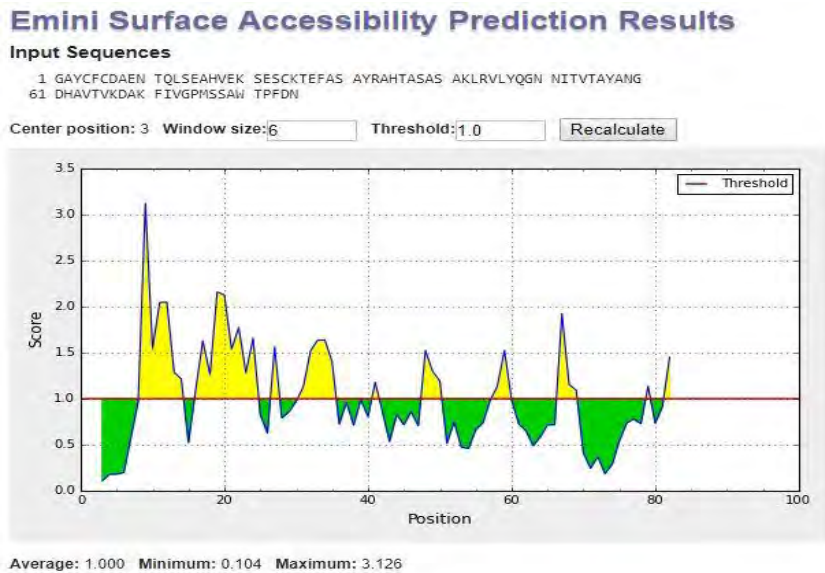 Emini Surface Accessibility Prediction Results
Input Sequences
1 GAYCFCDAEN TQLSEAHVEK SESCKTEFAS AYRAHTASAS AKLRVLYQGN NITVTAYANG
61 DHAVTVKDAK FIVGPMSSAW TPFDN
Center position: 3 Window size: 6 Threshold: 1.0 Recalculate
3.5
Threshold
3.0
2.5
2.0
Score
1.5
1.0
0.5
0.0
0 20 40 60 80 100
Position
Average: 1.000 Minimum: 0.104 Maximum: 3.126